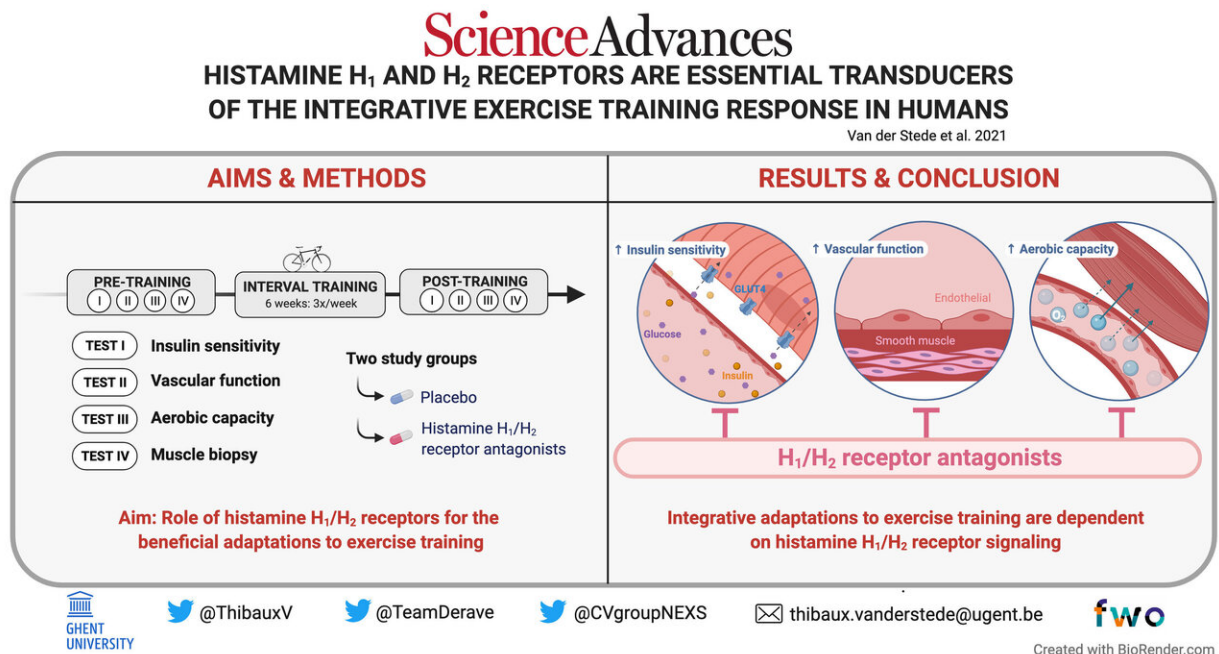 ScienceAdvances
HISTAMINE H₁ AND H₂ RECEPTORS ARE ESSENTIAL TRANSDUCERS
OF THE INTEGRATIVE EXERCISE TRAINING RESPONSE IN HUMANS
Van der Stede et al. 2021
AIMS & METHODS
PRE-TRAINING
I II III IV
INTERVAL TRAINING
6 weeks: 3x/week
POST-TRAINING
I II III IV
TEST I Insulin sensitivity
TEST II Vascular function
TEST III Aerobic capacity
TEST IV Muscle biopsy
Two study groups
Placebo
Histamine H₁/H₂
receptor antagonists
Aim: Role of histamine H₁/H₂ receptors for the
beneficial adaptations to exercise training
RESULTS & CONCLUSION
↑ Insulin sensitivity
GLUT4
Glucose
Insulin
↑ Vascular function
Endothelial
Smooth muscle
↑ Aerobic capacity
O₂
H₁/H₂ receptor antagonists
Integrative adaptations to exercise training are dependent
on histamine H₁/H₂ receptor signaling
GHENT
UNIVERSITY
@ThibauxV
@TeamDerave
@CVgroupNEXS
thibaux.vanderstede@ugent.be
fwo
Created with BioRender.com